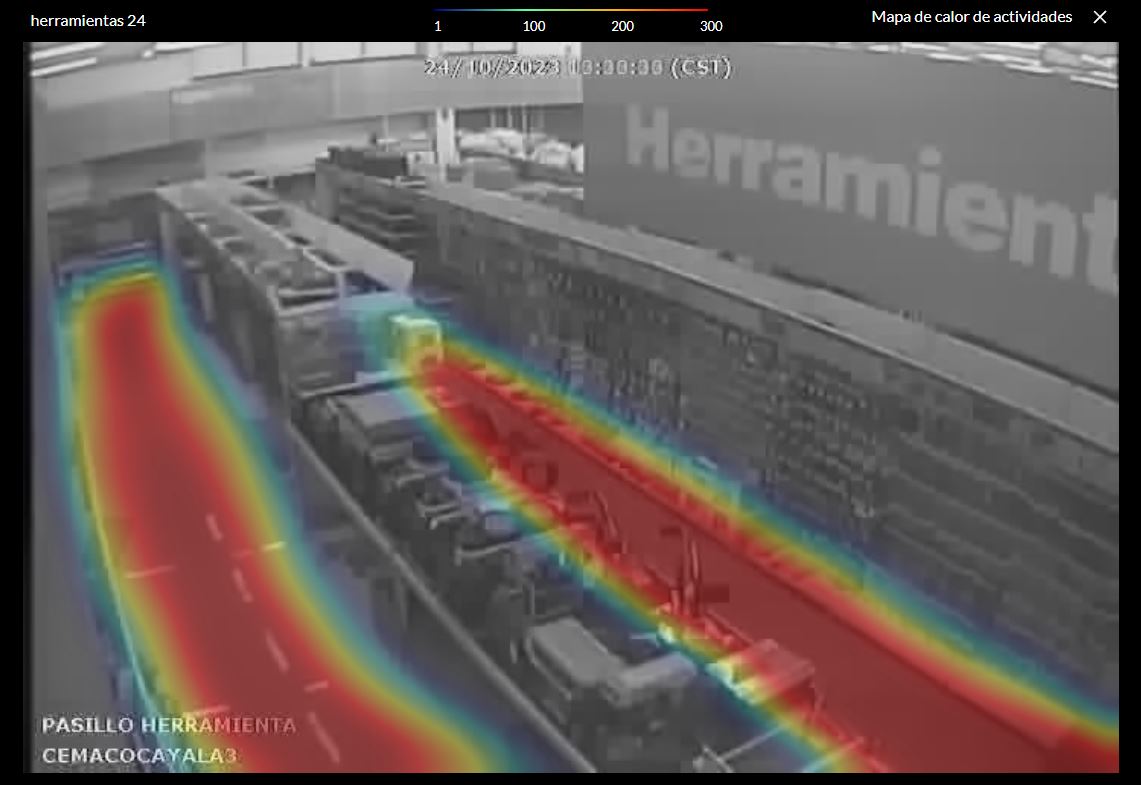 herramientas 24
1 100 200 300
Mapa de calor de actividades
24/10/2023 (CST)
Herramient
PASILLO HERRAMIENTA
CEMACOCAYALA3